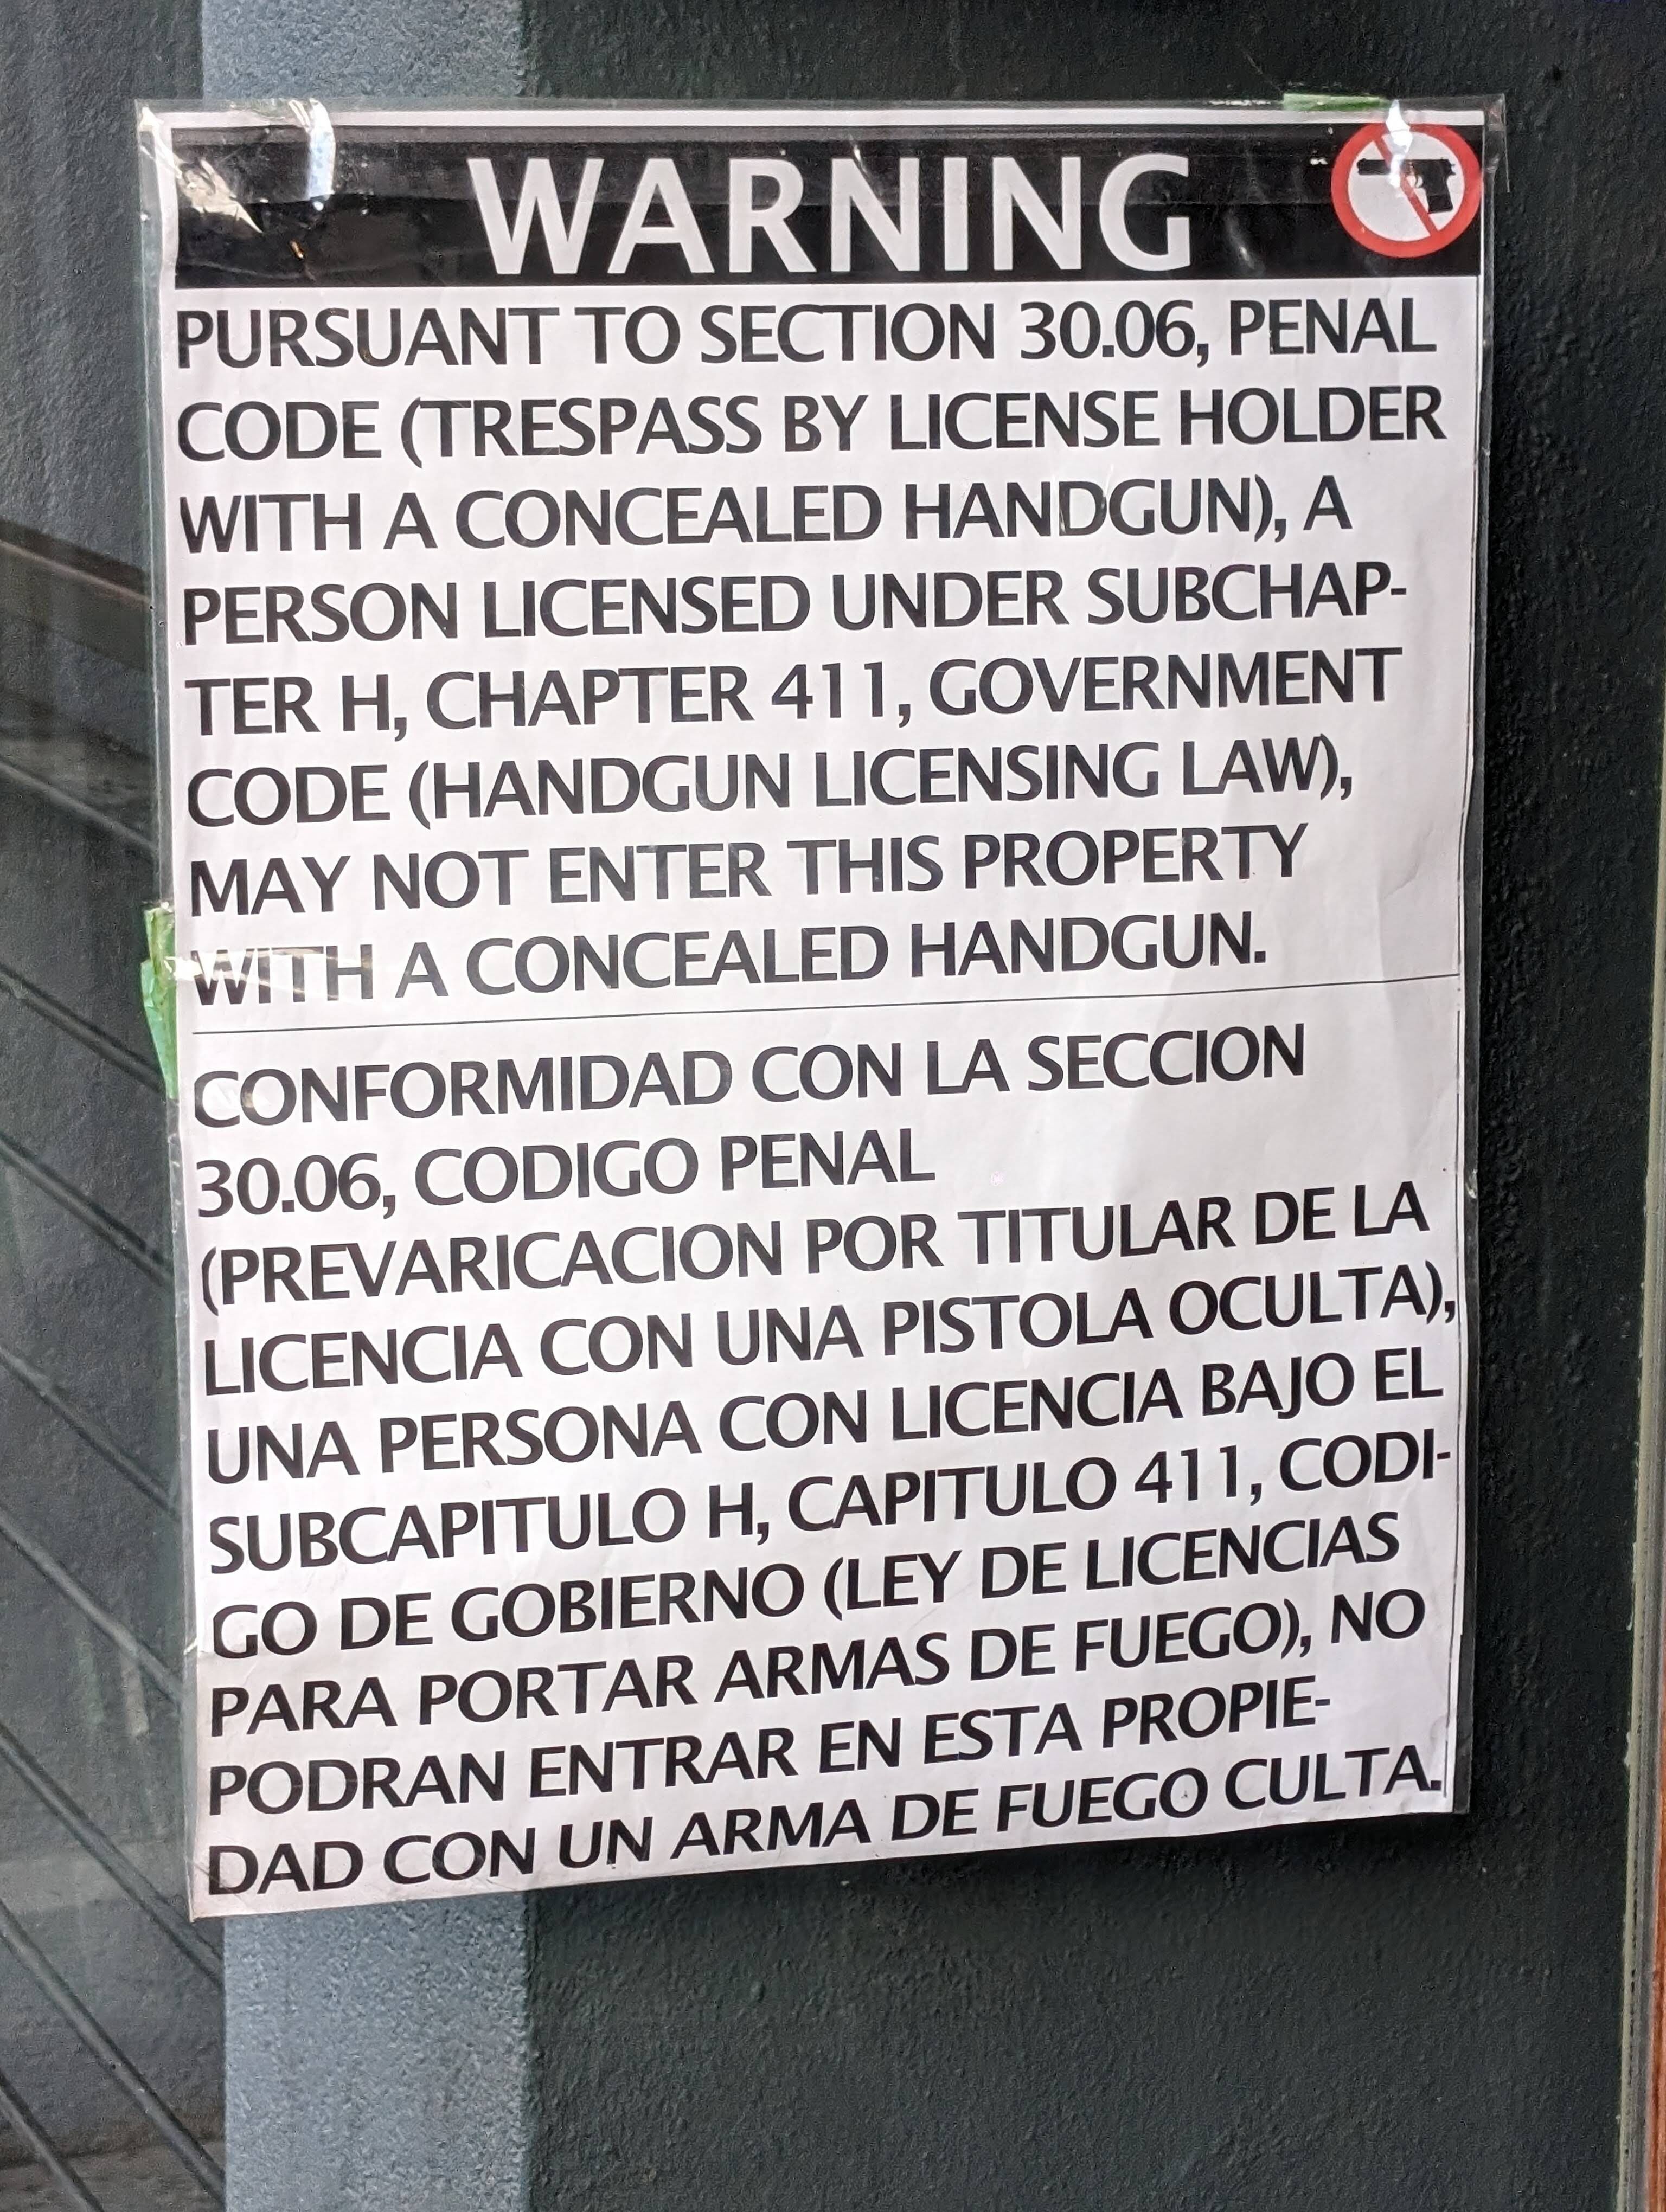 WARNING
PURSUANT TO SECTION 30.06, PENAL
CODE (TRESPASS BY LICENSE HOLDER
WITH A CONCEALED HANDGUN), A
PERSON LICENSED UNDER SUBCHAP-
TER H, CHAPTER 411, GOVERNMENT
CODE (HANDGUN LICENSING LAW),
MAY NOT ENTER THIS PROPERTY
WITH A CONCEALED HANDGUN.
CONFORMIDAD CON LA SECCION
30.06, CODIGO PENAL
(PREVARICACION POR TITULAR DE LA
LICENCIA CON UNA PISTOLA OCULTA),
UNA PERSONA CON LICENCIA BAJO EL
SUBCAPITULO H, CAPITULO 411, CODI-
GO DE GOBIERNO (LEY DE LICENCIAS
PARA PORTAR ARMAS DE FUEGO), NO
PODRAN ENTRAR EN ESTA PROPIE-
DAD CON UN ARMA DE FUEGO CULTA.